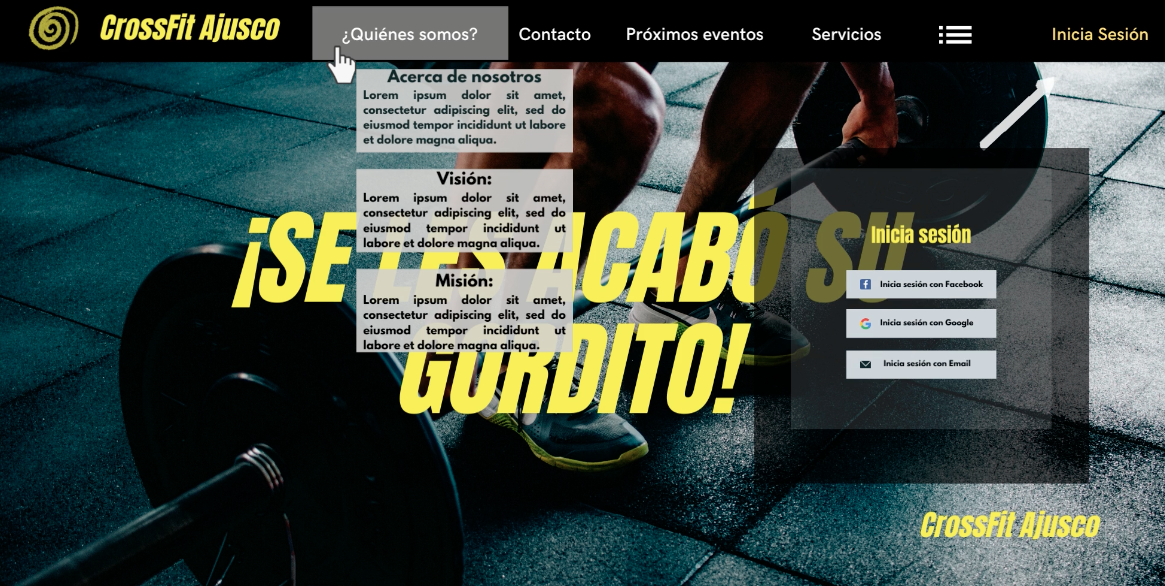 CrossFit Ajusco
¿Quiénes somos?
Contacto
Próximos eventos
Servicios
Inicia Sesión
Acerca de nosotros
Lorem ipsum dolor sit amet,
consectetur adipiscing elit, sed do
eiusmod tempor incididunt ut labore
et dolore magna aliqua.
Visión:
Lorem ipsum dolor sit amet,
consectetur adipiscing elit, sed do
eiusmod tempor incididunt ut
labore et dolore magna aliqua.
Misión:
Lorem ipsum dolor sit amet,
consectetur adipiscing elit, sed do
eiusmod tempor incididunt ut
labore et dolore magna aliqua.
¡SE LES ACABÓ SU
GORDITO!
Inicia sesión
Inicia sesión con Facebook
Inicia sesión con Google
Inicia sesión con Email
CrossFit Ajusco